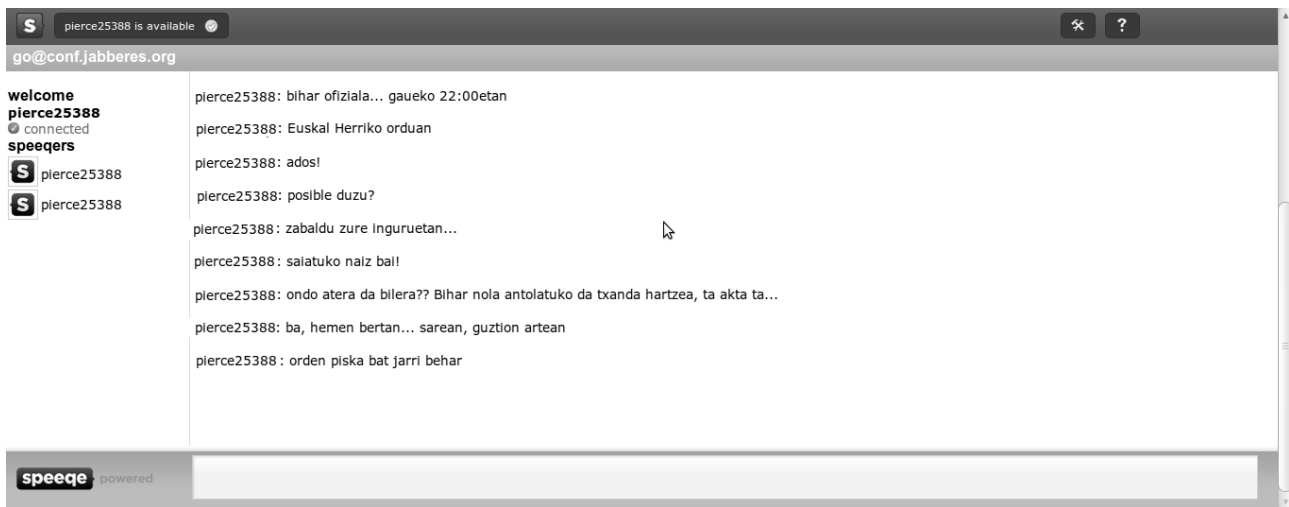 S pierce25388 is available ?
go@conf.jabberes.org
welcome
pierce25388
connected
speeqers
S pierce25388
S pierce25388
pierce25388: bihar ofiziala... gaueko 22:00etan
pierce25388: Euskal Herriko orduan
pierce25388: ados!
pierce25388: posible duzu?
pierce25388: zabaldu zure inguruetan...
pierce25388: saiatuko naiz bai!
pierce25388: ondo atera da bilera?? Bihar nola antolatuko da txanda hartzea, ta akta ta...
pierce25388: ba, hemen bertan... sarean, guztion artean
pierce25388: orden piska bat jarri behar
speeqe powered